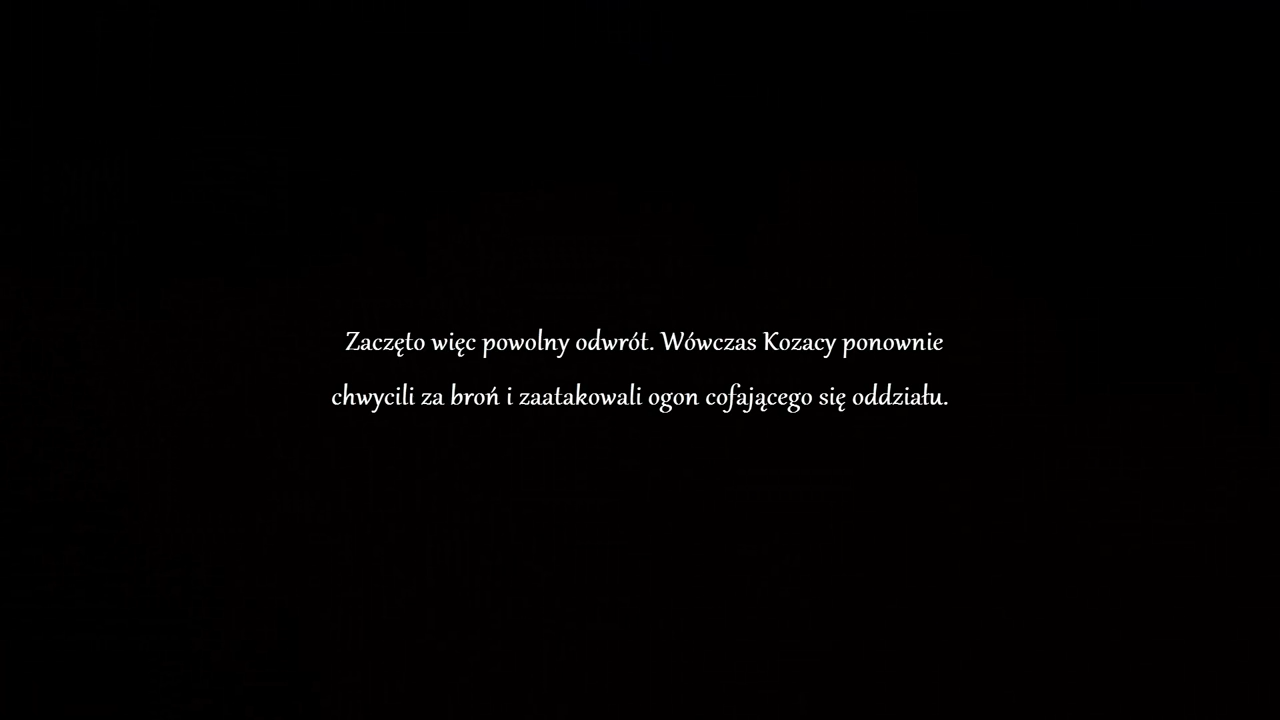 Zaczęto więc powolny odwrót. Wówczas Kozacy ponownie
chwycili za broń i zaatakowali ogon cofającego się oddziału.